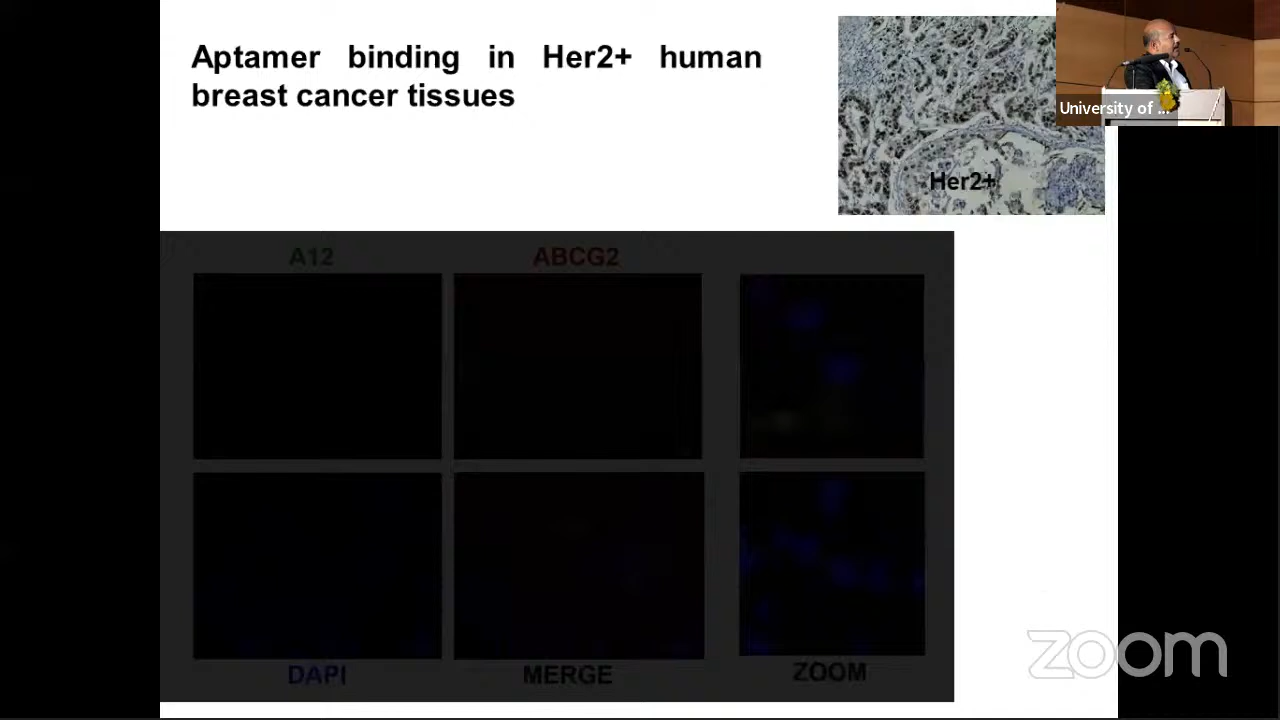 Aptamer binding in Her2+ human
breast cancer tissues
University of ...
Her2+
A12
ABCG2
DAPI
MERGE
ZOOM
zoom